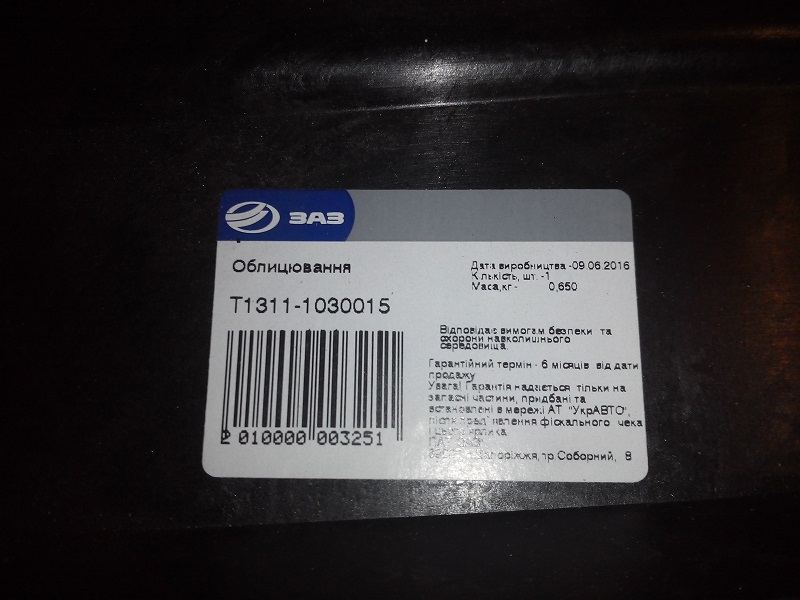 ЗАЗ
Облицювання
Т1311-1030015
2 010000 003251
Дата виробництва -09.06.2016
Кількість, шт. -1
Маса,кг - 0,650
Відповідає вимогам безпеки та
охорони навколишнього
середовища
Гарантійний термін - 6 місяців від дати
продажу
Увага! Гарантія надається тільки на
запасні частини, придбані та
встановлені в мережі АТ "УкрАВТО",
після пред'явлення фіскального чека
і цього ярлика
пр.Соборний, 8